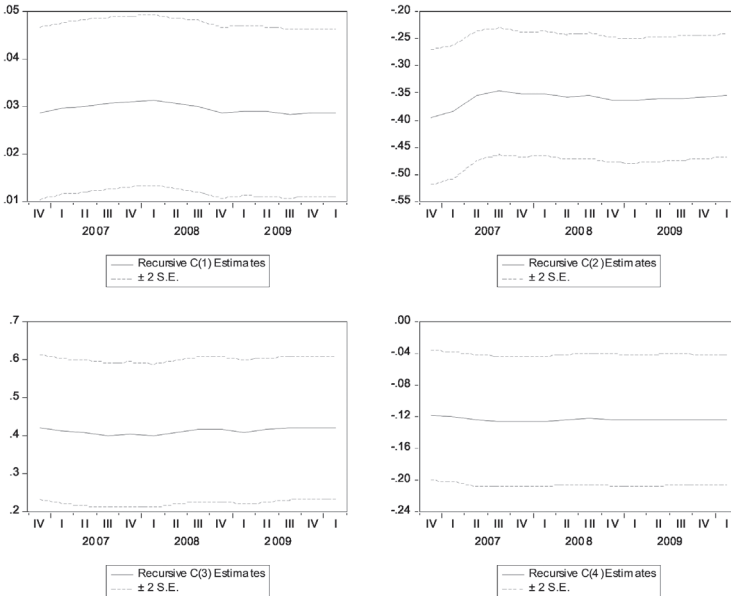 .05
.04
.03
.02
.01
IV I II III IV I II III IV I II III IV I
2007 2008 2009
Recursive C(1) Estimates
± 2 S.E.
-.20
-.25
-.30
-.35
-.40
-.45
-.50
-.55
IV I II III IV I II III IV I II III IV I
2007 2008 2009
Recursive C(2) Estimates
± 2 S.E.
.7
.6
.5
.4
.3
.2
IV I II III IV I II III IV I II III IV I
2007 2008 2009
Recursive C(3) Estimates
± 2 S.E.
.00
-.04
-.08
-.12
-.16
-.20
-.24
IV I II III IV I II III IV I II III IV I
2007 2008 2009
Recursive C(4) Estimates
± 2 S.E.